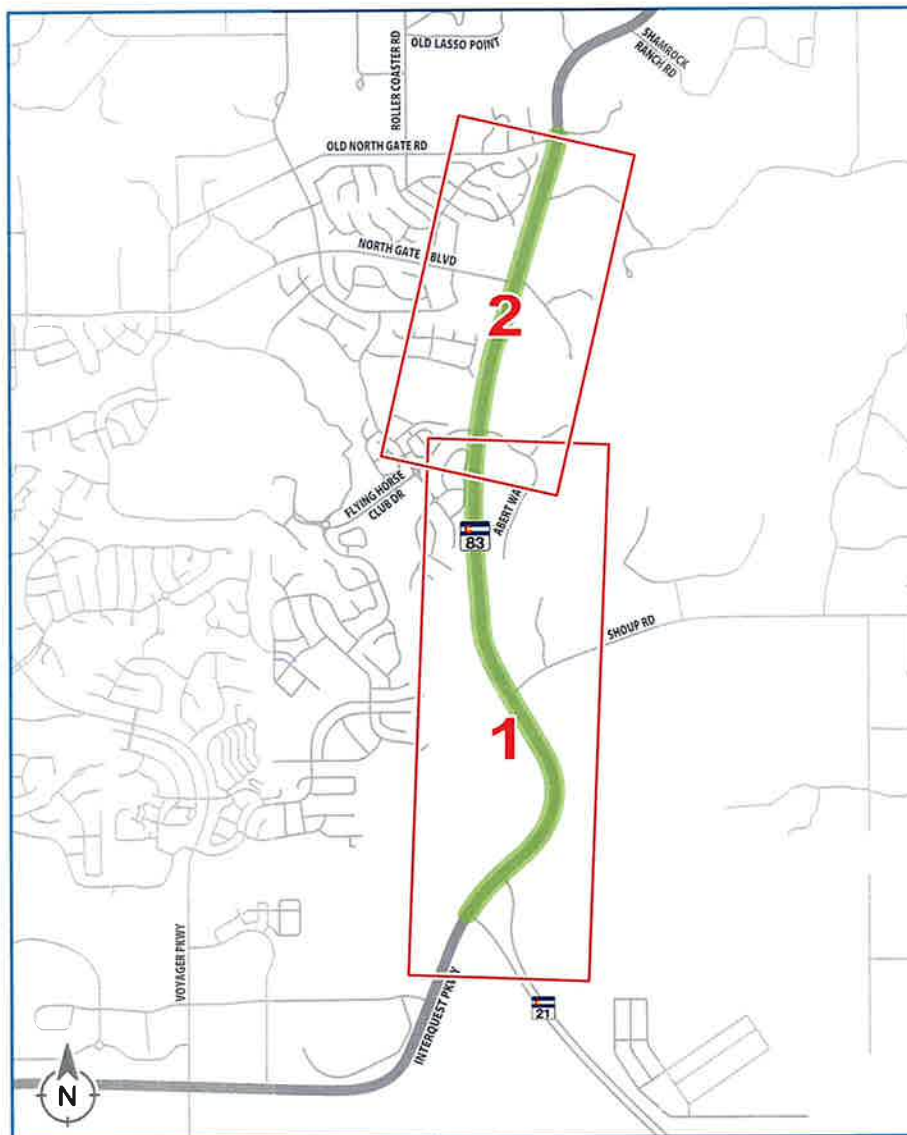 OLD LASSO POINT
SHAMROCK
RANCH RD
ROLLER COASTER RD
OLD NORTH GATE RD
NORTH GATE BLVD
2
FLYING HORSE
CLUB DR
ABERT WA
83
SHOUP RD
1
VOYAGER PKWY
INTERQUEST PKWY
21
N